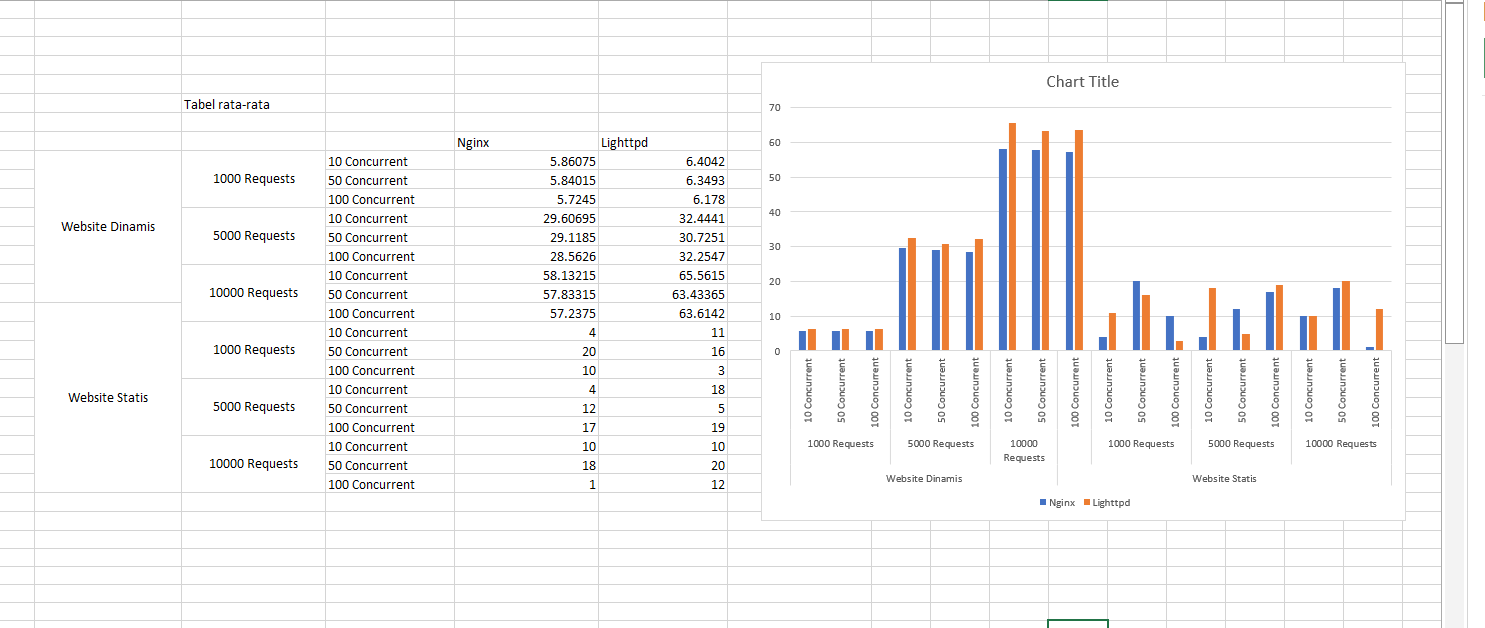 Tabel rata-rata
Nginx Lighttpd
Website Dinamis
1000 Requests
10 Concurrent 5.86075 6.4042
50 Concurrent 5.84015 6.3493
100 Concurrent 5.7245 6.178
5000 Requests
10 Concurrent 29.60695 32.4441
50 Concurrent 29.1185 30.7251
100 Concurrent 28.5626 32.2547
10000 Requests
10 Concurrent 58.13215 65.5615
50 Concurrent 57.83315 63.43365
100 Concurrent 57.2375 63.6142
Website Statis
1000 Requests
10 Concurrent 4 11
50 Concurrent 20 16
100 Concurrent 10 3
5000 Requests
10 Concurrent 4 18
50 Concurrent 12 5
100 Concurrent 17 19
10000 Requests
10 Concurrent 10 10
50 Concurrent 18 20
100 Concurrent 1 12
Chart Title
70
60
50
40
30
20
10
0
10 Concurrent
50 Concurrent
100 Concurrent
10 Concurrent
50 Concurrent
100 Concurrent
10 Concurrent
50 Concurrent
100 Concurrent
10 Concurrent
50 Concurrent
100 Concurrent
10 Concurrent
50 Concurrent
100 Concurrent
10 Concurrent
50 Concurrent
100 Concurrent
1000 Requests
5000 Requests
10000
Requests
1000 Requests
5000 Requests
10000 Requests
Website Dinamis
Website Statis
Nginx Lighttpd